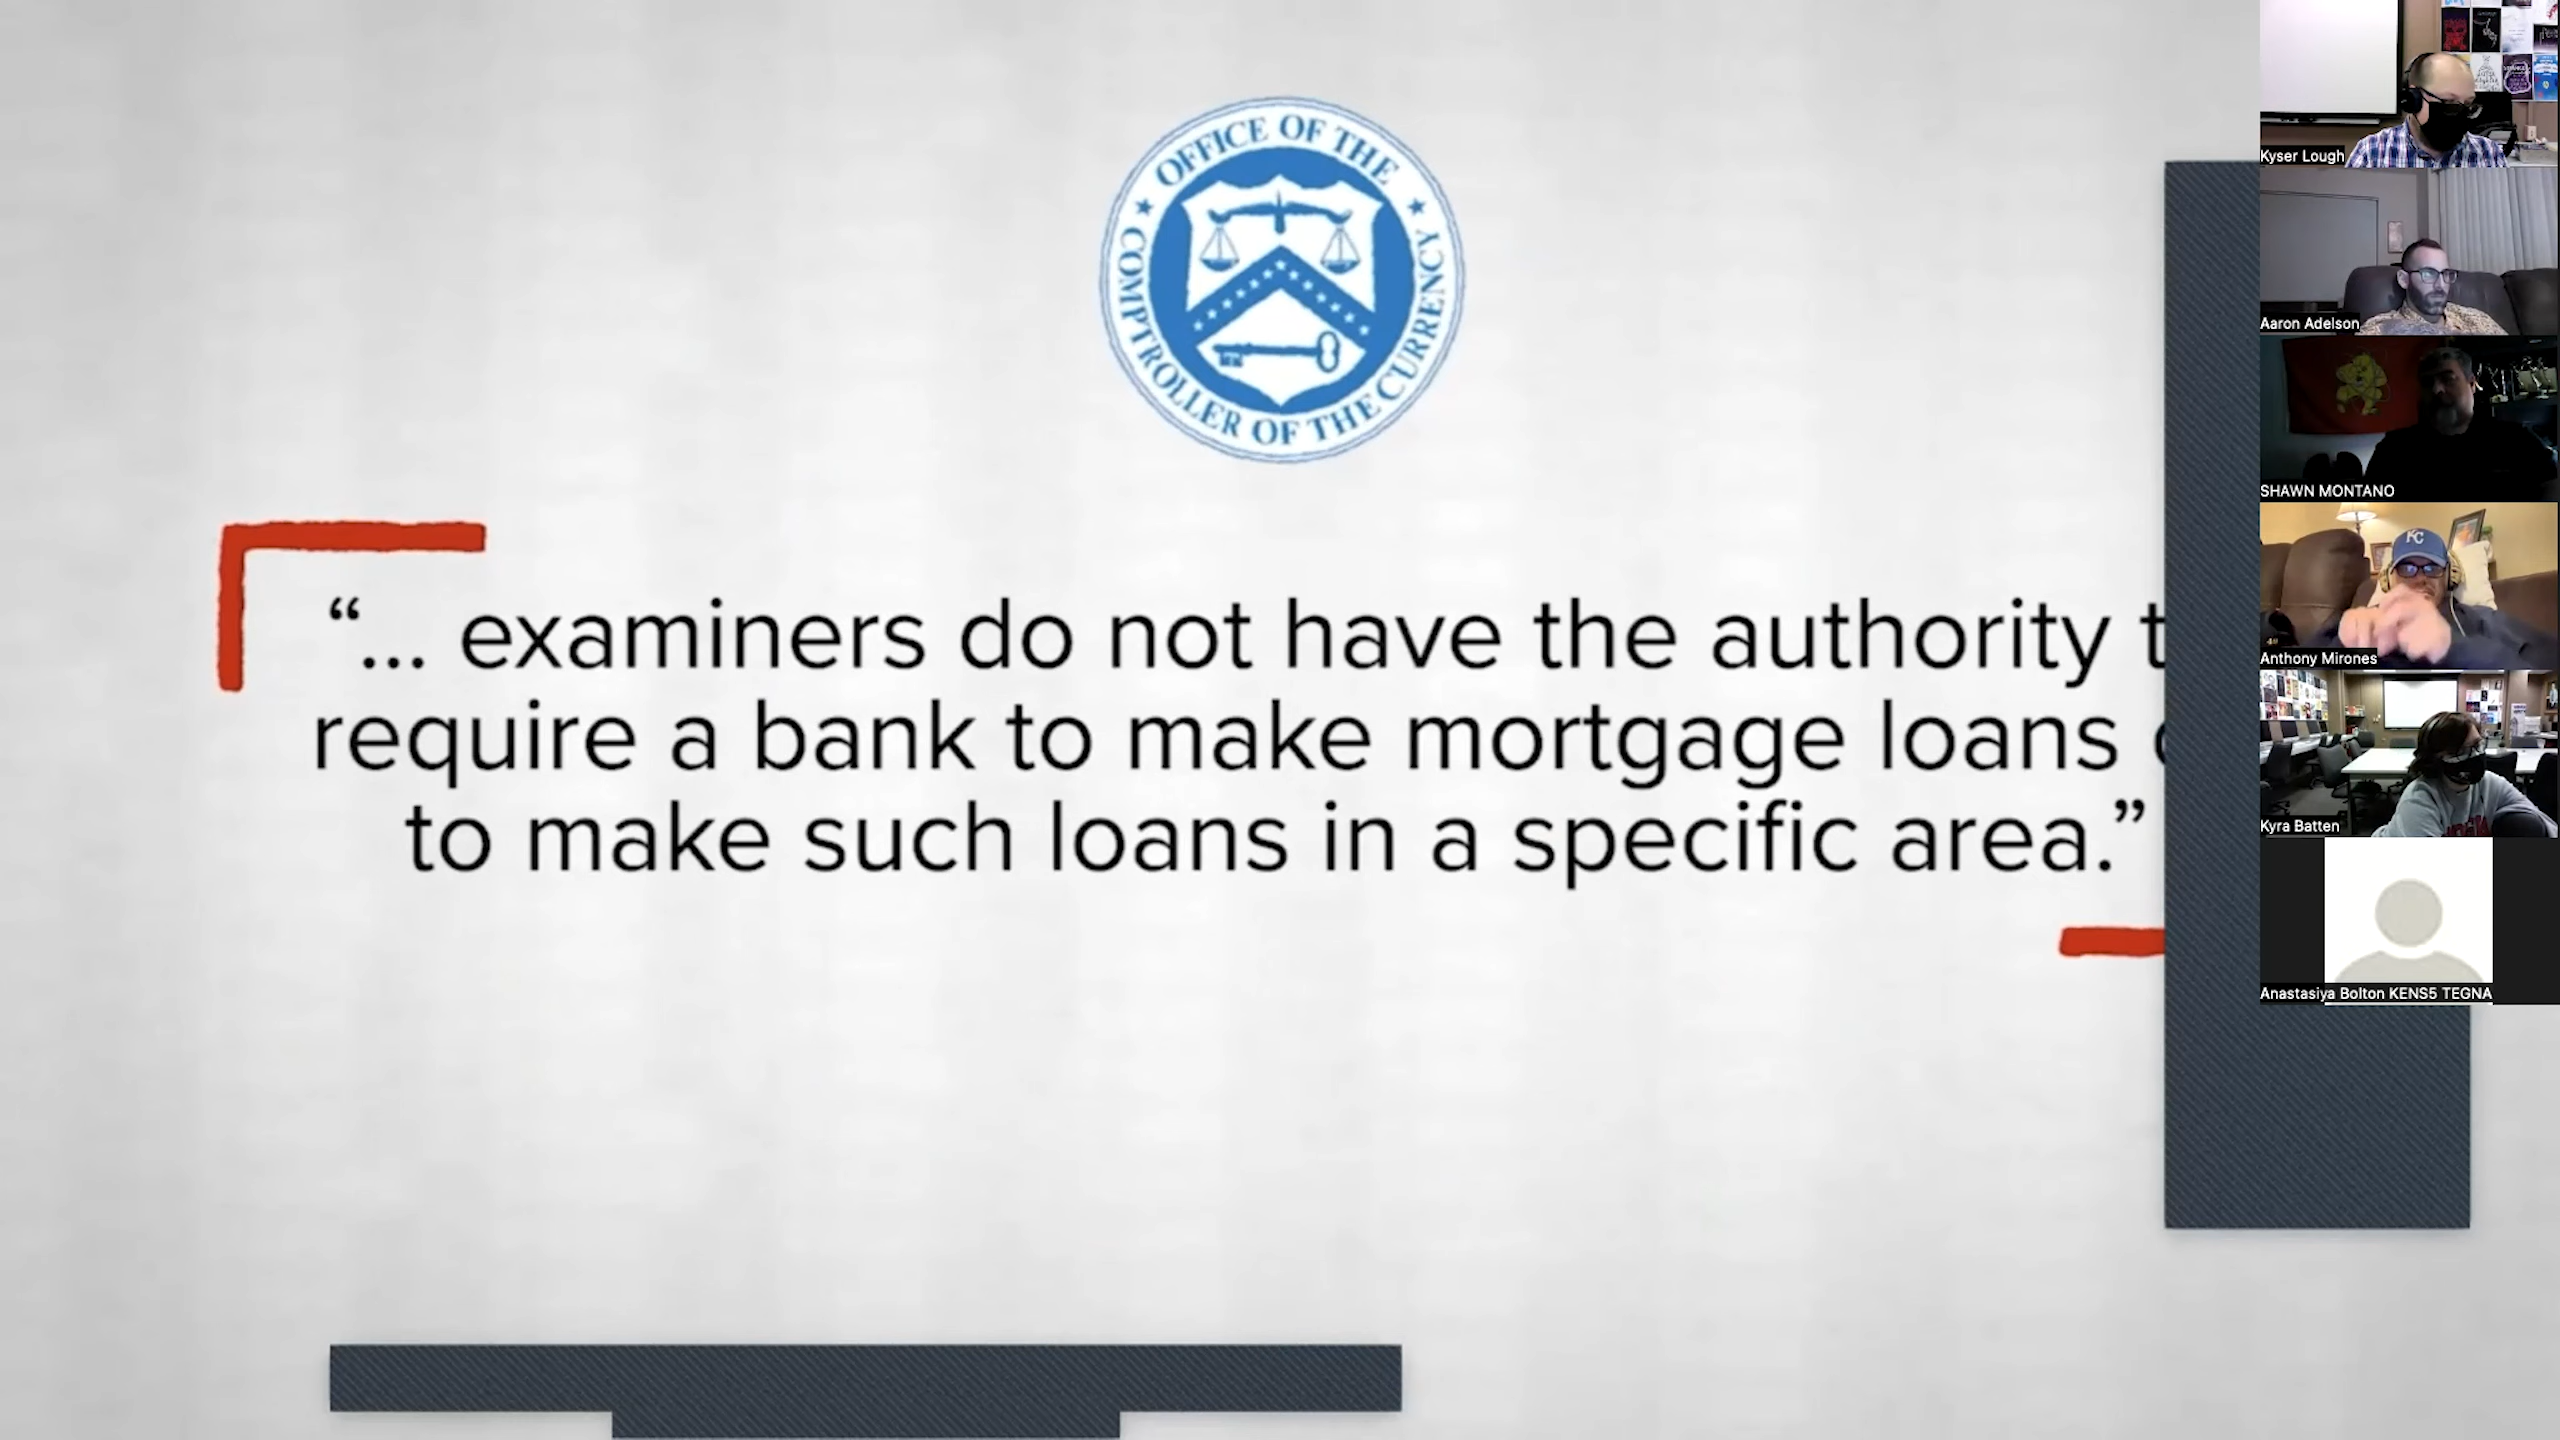 OFFICE OF THE
COMPTROLLER OF THE CURRENCY
“... examiners do not have the authority t
require a bank to make mortgage loans
to make such loans in a specific area.”
Kyser Lough
Aaron Adelson
SHAWN MONTANO
KC
Anthony Mirones
Kyra Batten
Anastasiya Bolton KENS5 TEGNA